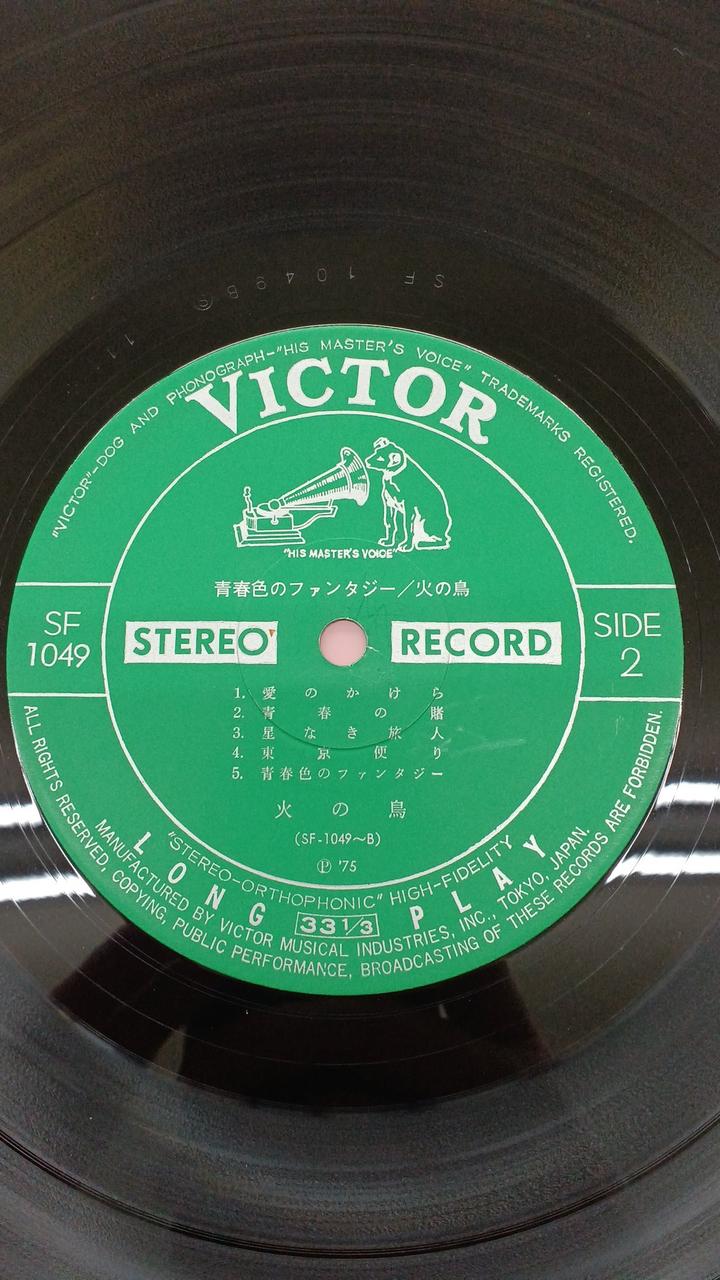 "VICTOR"-DOG AND PHONOGRAPH-"HIS MASTER'S VOICE" TRADEMARKS REGISTERED.
VICTOR
"HIS MASTER'S VOICE"
青春色のファンタジー/火の鳥
SF
1049
STEREO
RECORD
SIDE
2
1. 愛のかけら
2. 青春の賭
3. 星なき旅人
4. 東京便り
5. 青春色のファンタジー
火の鳥
(SF-1049〜B)
Ⓟ '75
"STEREO-ORTHOPHONIC" HIGH-FIDELITY
LONG 33 1/3 PLAY
MANUFACTURED BY VICTOR MUSICAL INDUSTRIES, INC., TOKYO, JAPAN.
ALL RIGHTS RESERVED, COPYING, PUBLIC PERFORMANCE, BROADCASTING OF THESE RECORDS ARE FORBIDDEN.
SF 1049B
11